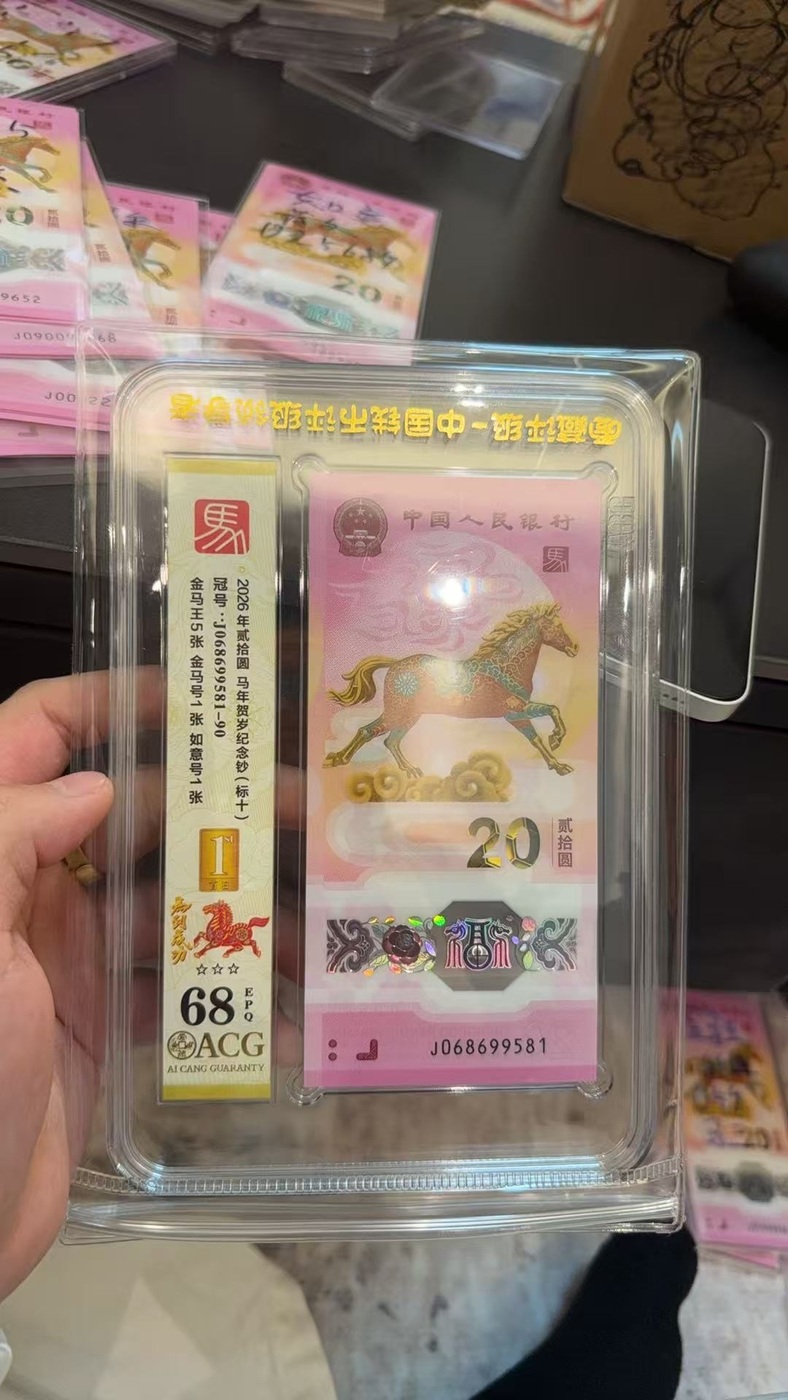 爱藏评级-中国钱币评级领导者
馬
2026年贰拾圆 马年贺岁纪念钞(标十)
冠号:J068699581-90
金马王5张 金马号1张 如意号1张
1st
马到成功
☆☆☆
68
EPQ
ACG
AI CANG GUARANTY
中国人民银行
馬
20
贰拾圆
J068699581
20
9652